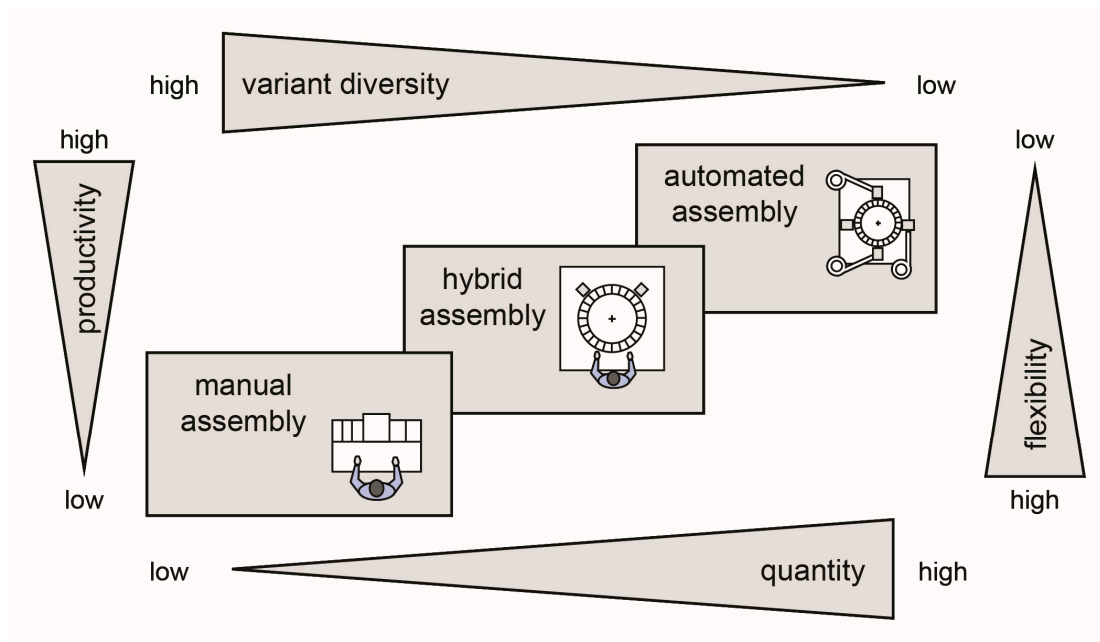 high
variant diversity
low
high
productivity
low
low
flexibility
high
automated
assembly
hybrid
assembly
manual
assembly
low
quantity
high